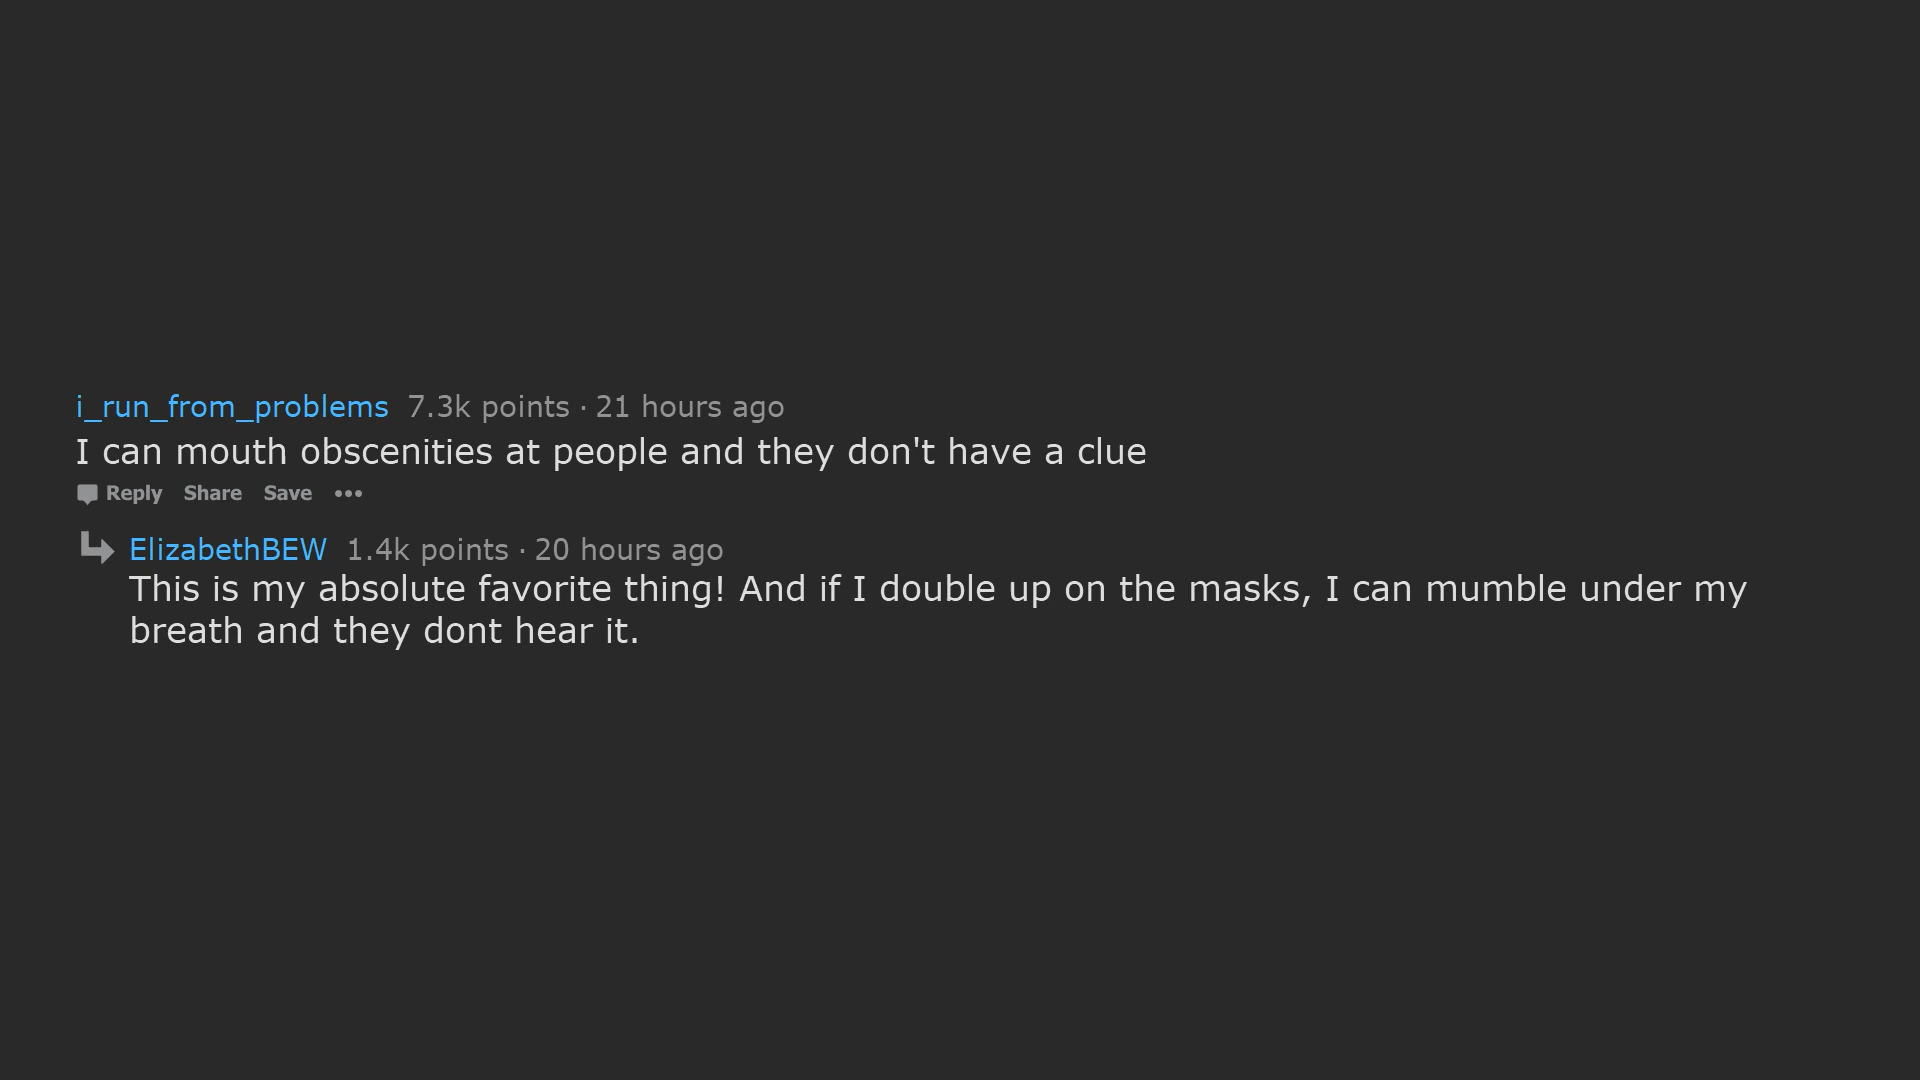 i_run_from_problems 7.3k points · 21 hours ago
I can mouth obscenities at people and they don't have a clue
Reply Share Save •••
ElizabethBEW 1.4k points · 20 hours ago
This is my absolute favorite thing! And if I double up on the masks, I can mumble under my
breath and they dont hear it.